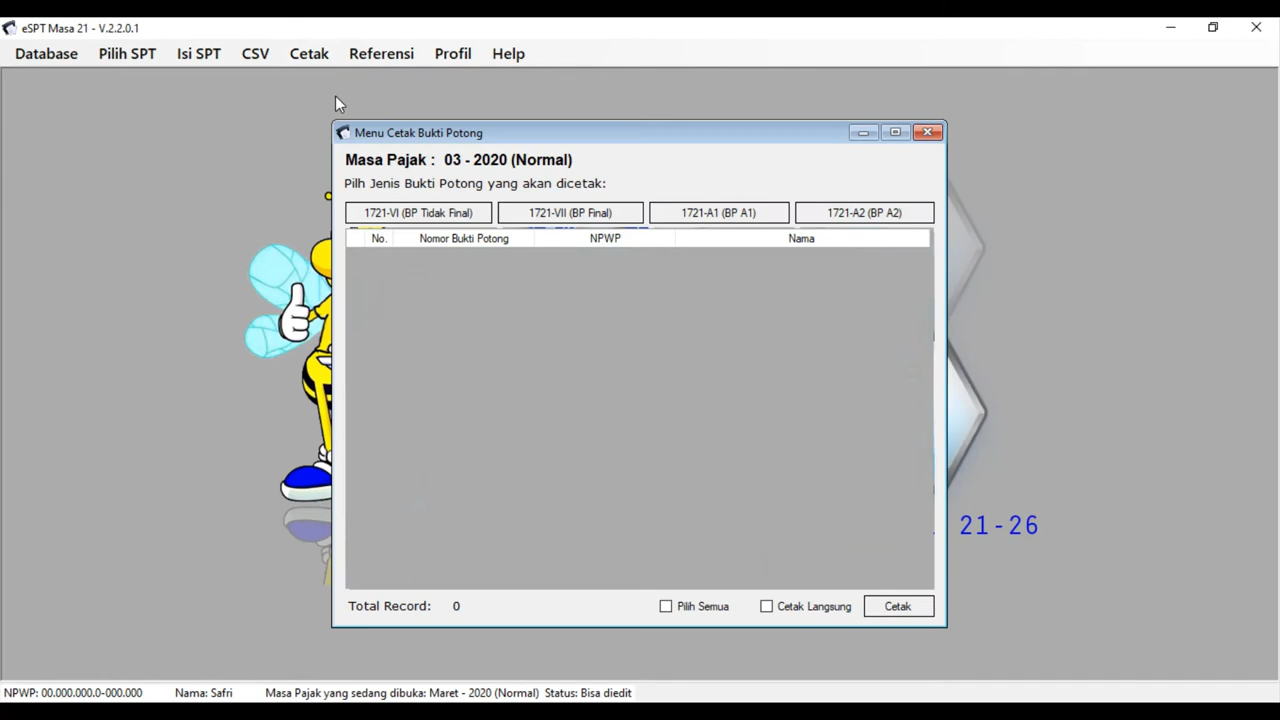 eSPT Masa 21 - V.2.2.0.1
Database Pilih SPT Isi SPT CSV Cetak Referensi Profil Help
Menu Cetak Bukti Potong
Masa Pajak : 03 - 2020 (Normal)
Pilh Jenis Bukti Potong yang akan dicetak:
1721-VI (BP Tidak Final) 1721-VII (BP Final) 1721-A1 (BP A1) 1721-A2 (BP A2)
No. Nomor Bukti Potong NPWP Nama
21-26
Total Record: 0 Pilih Semua Cetak Langsung Cetak
NPWP: 00.000.000.0-000.000 Nama: Safri Masa Pajak yang sedang dibuka: Maret - 2020 (Normal) Status: Bisa diedit